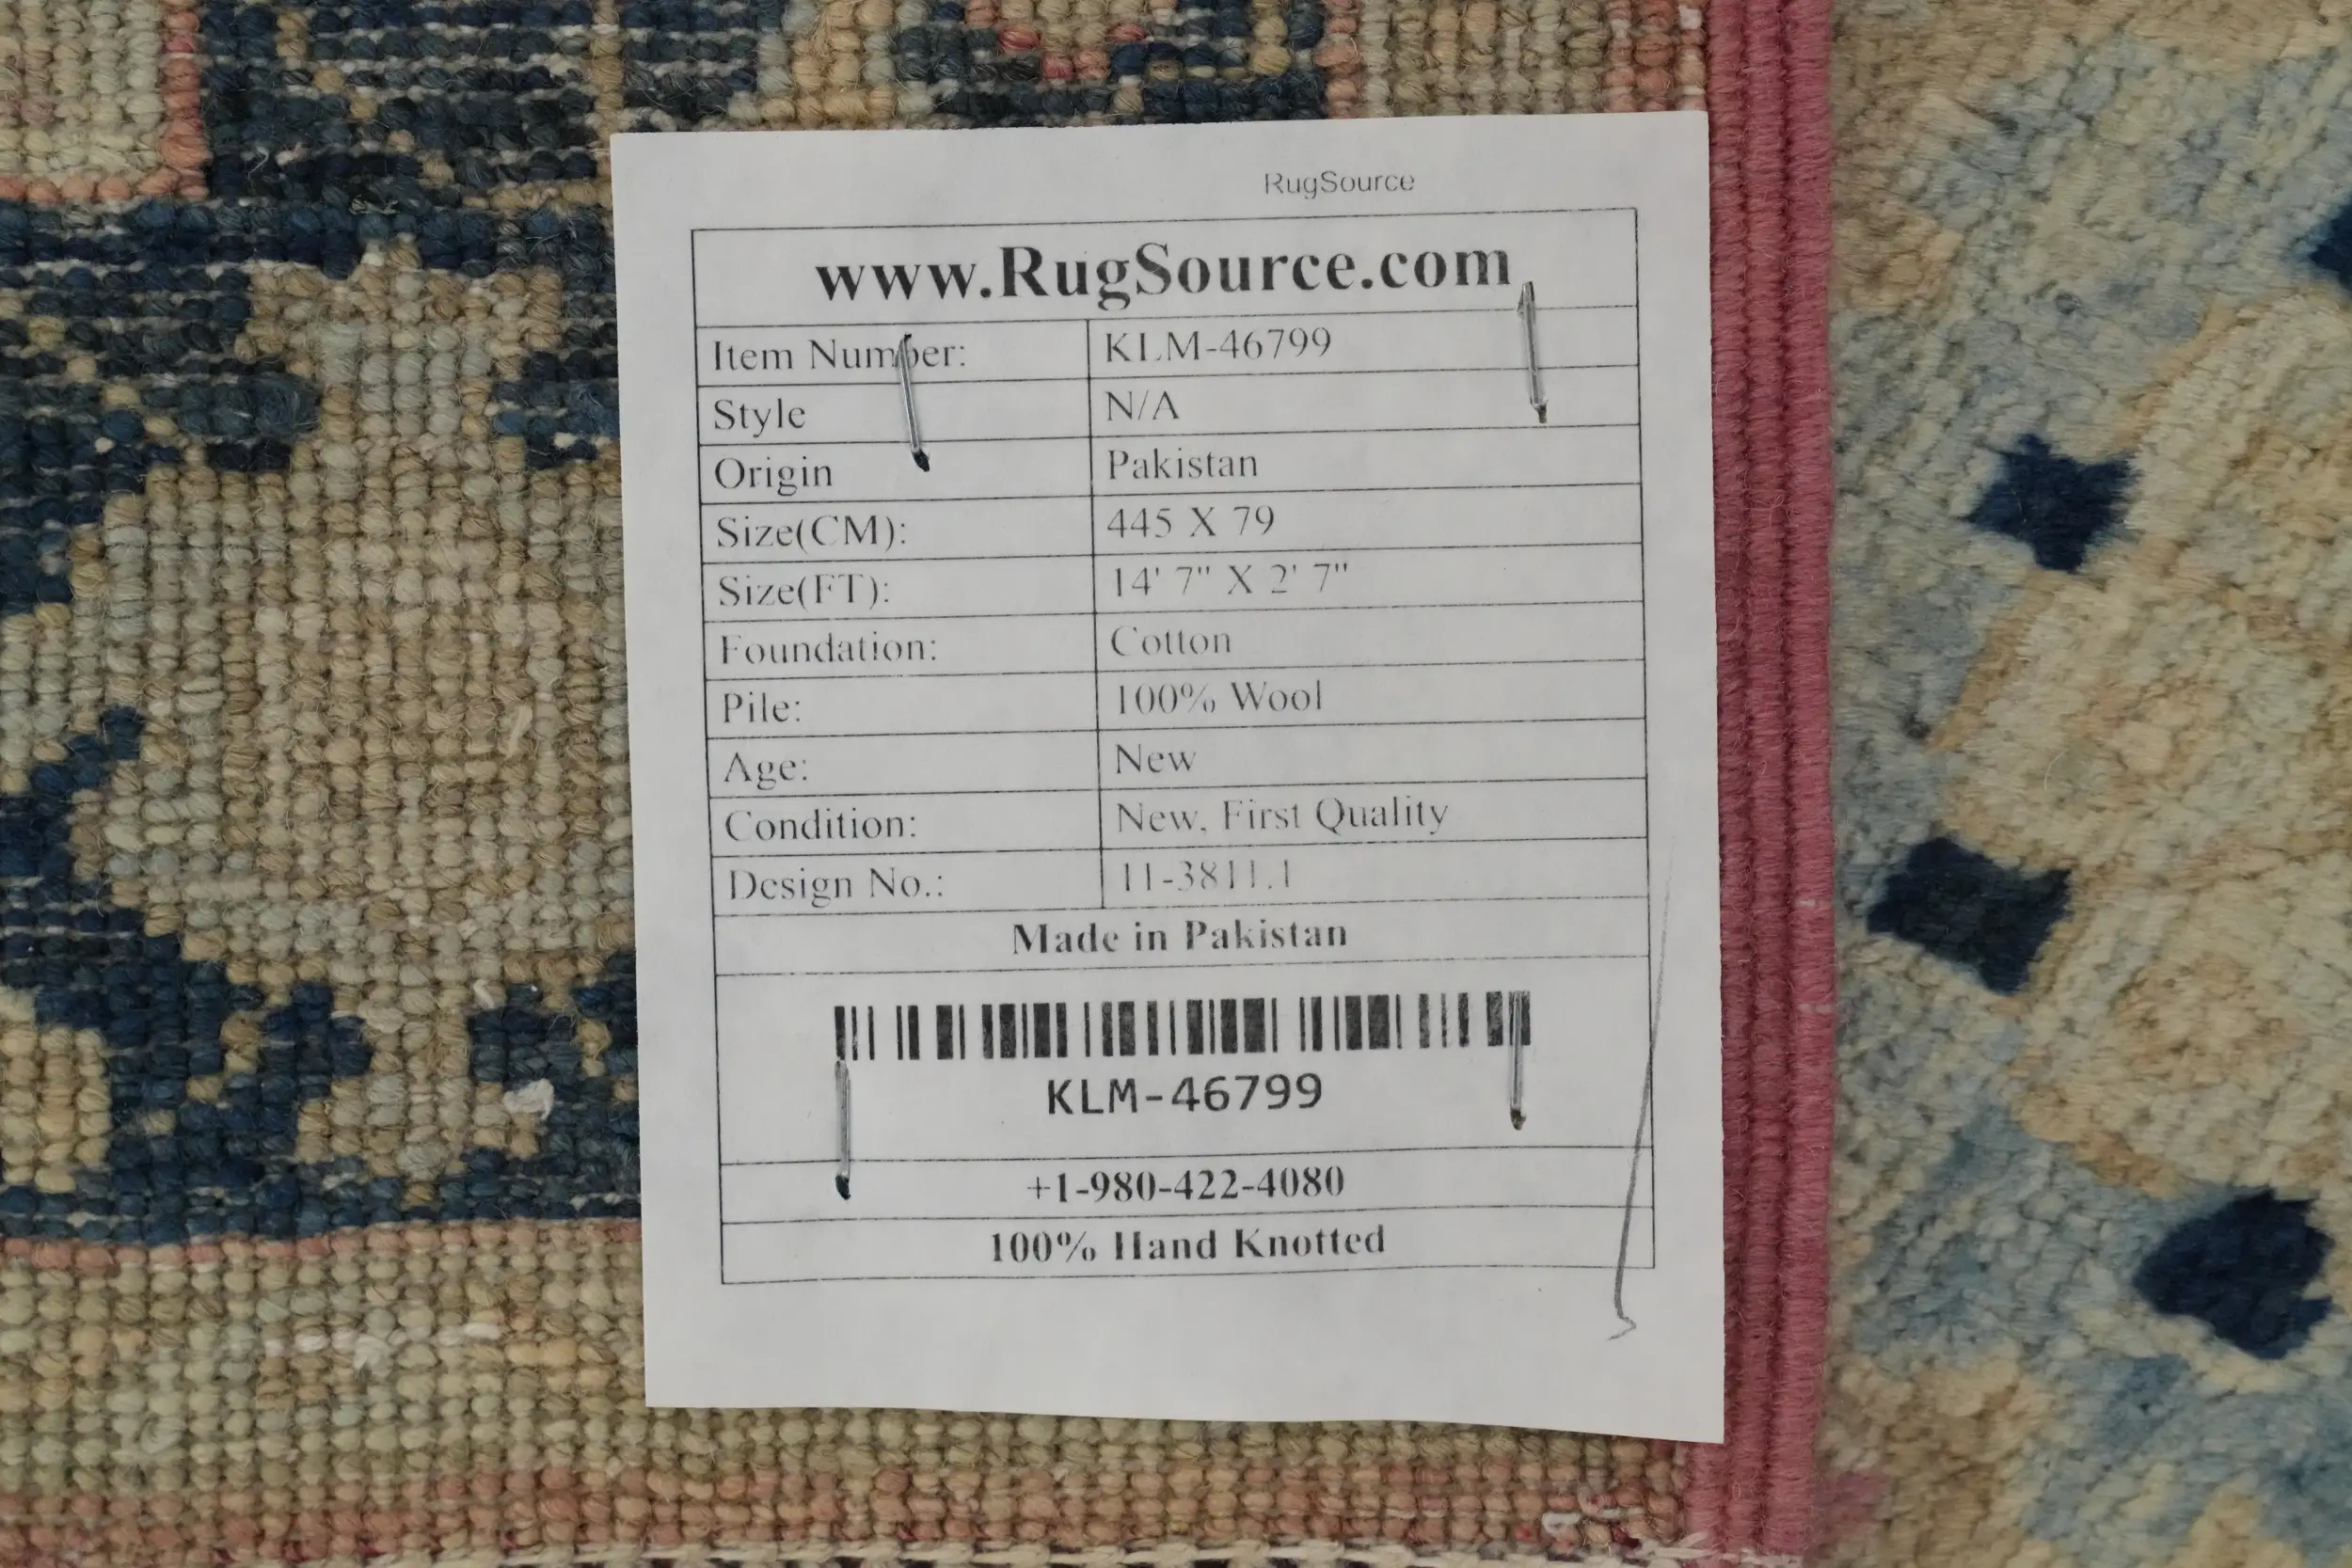 RugSource
www.RugSource.com
Item Number: KLM-46799
Style N/A
Origin Pakistan
Size(CM): 445 X 79
Size(FT): 14' 7" X 2' 7"
Foundation: Cotton
Pile: 100% Wool
Age: New
Condition: New, First Quality
Design No.: 11-3811.1
Made in Pakistan
KLM-46799
+1-980-422-4080
100% Hand Knotted